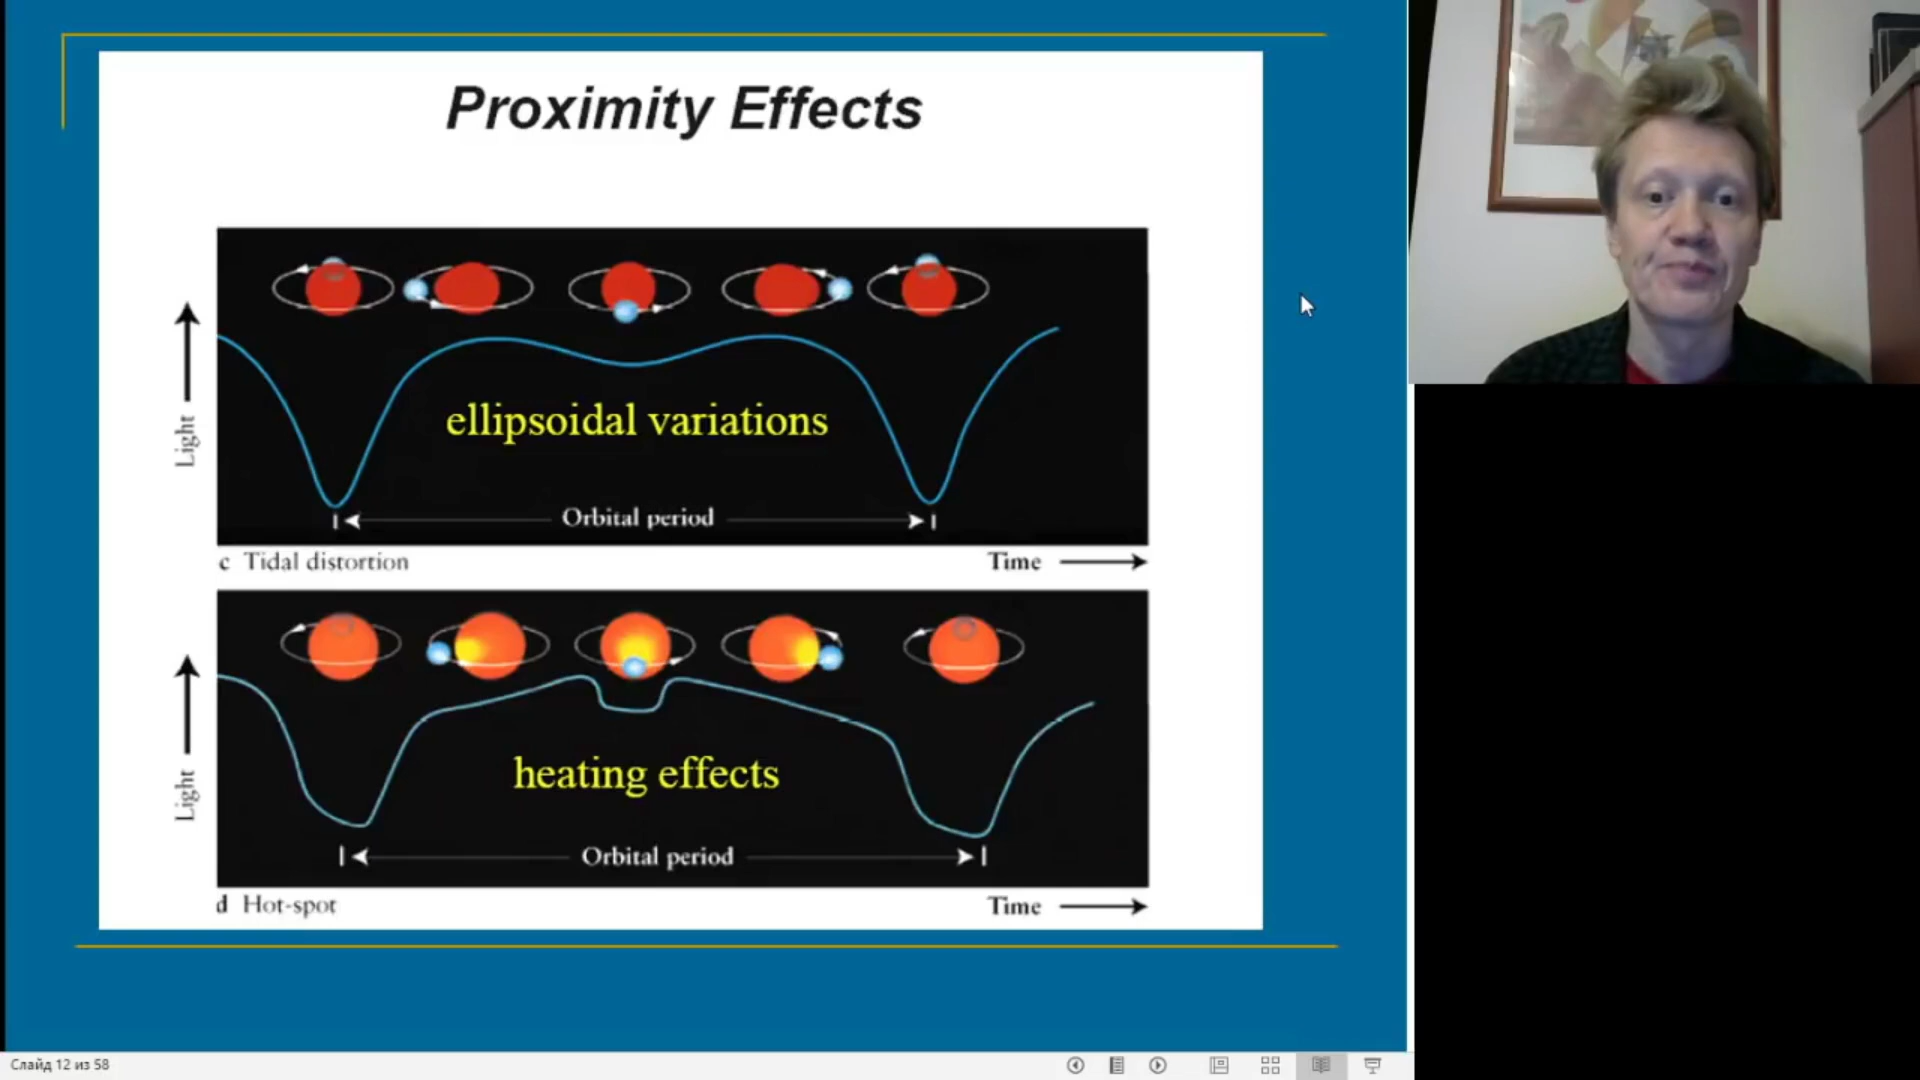 Proximity Effects
Light
ellipsoidal variations
Orbital period
c Tidal distortion
Time
Light
heating effects
Orbital period
d Hot-spot
Time
Слайд 12 из 58